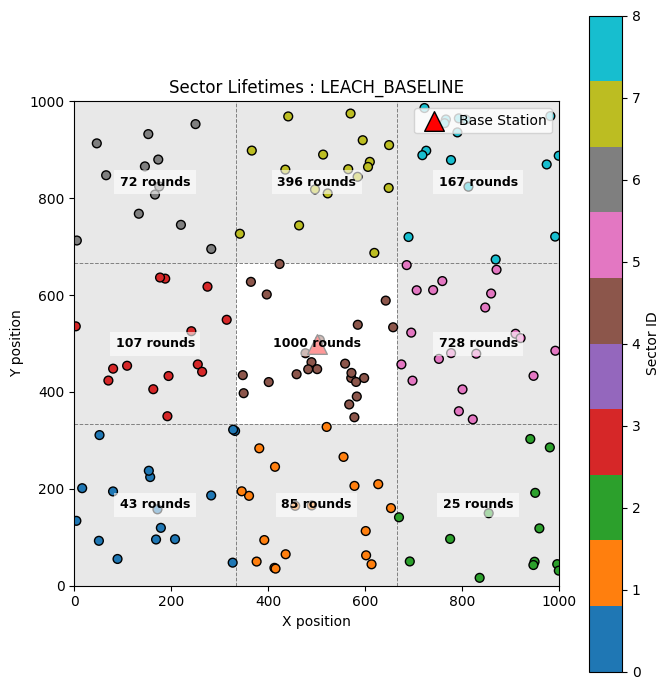 Sector Lifetimes : LEACH_BASELINE
Base Station
72 rounds
396 rounds
167 rounds
107 rounds
1000 rounds
728 rounds
43 rounds
85 rounds
25 rounds
1000
800
600
400
200
0
Y position
0
200
400
600
800
1000
X position
8
7
6
5
4
3
2
1
0
Sector ID